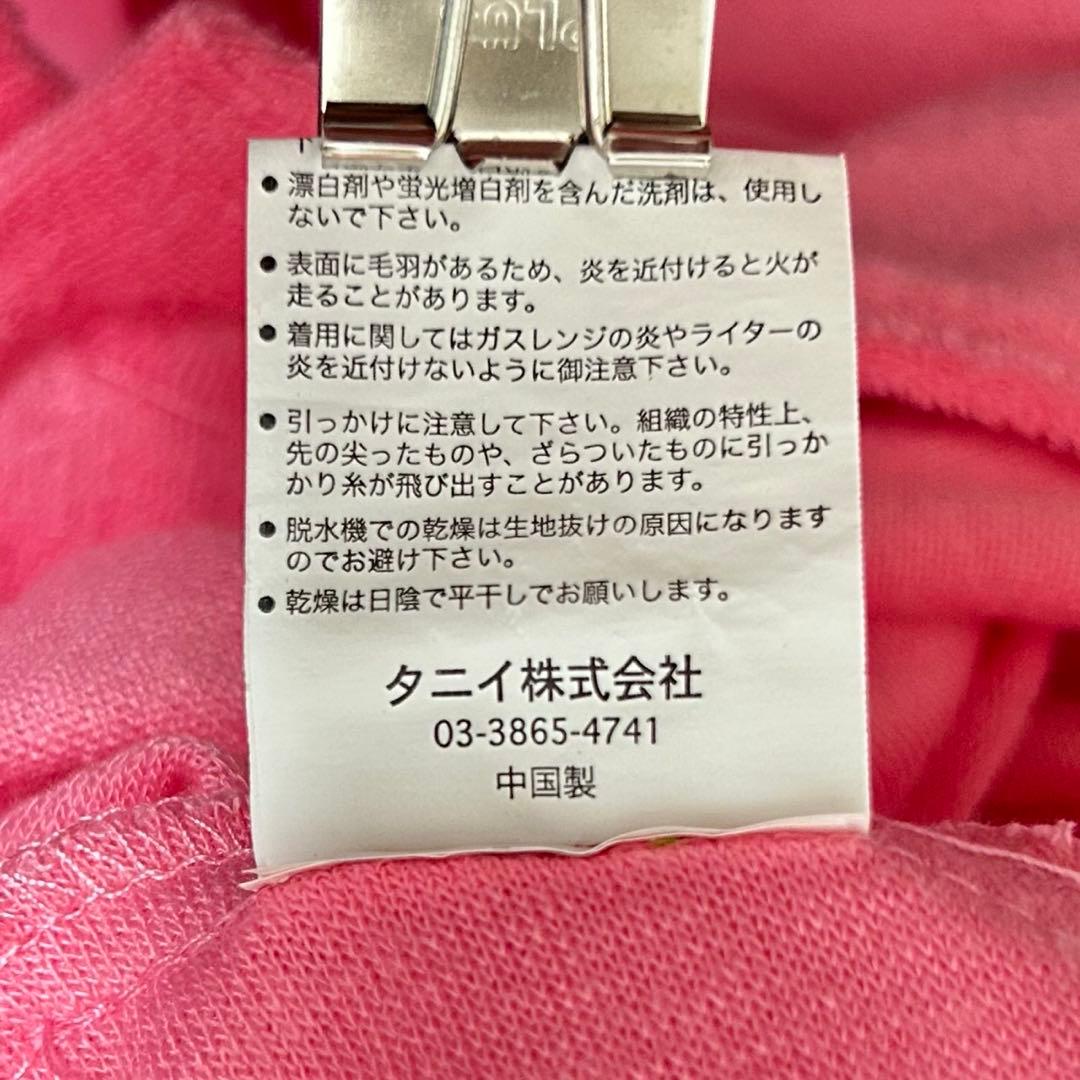 ● 漂白剤や蛍光増白剤を含んだ洗剤は、使用し
ないで下さい。
● 表面に毛羽があるため、炎を近付けると火が
走ることがあります。
● 着用に関してはガスレンジの炎やライターの
炎を近付けないように御注意下さい。
● 引っかけに注意して下さい。組織の特性上、
先の尖ったものや、ざらついたものに引っか
かり糸が飛び出すことがあります。
● 脱水機での乾燥は生地抜けの原因になります
のでお避け下さい。
● 乾燥は日陰で平干しでお願いします。
タニイ株式会社
03-3865-4741
中国製